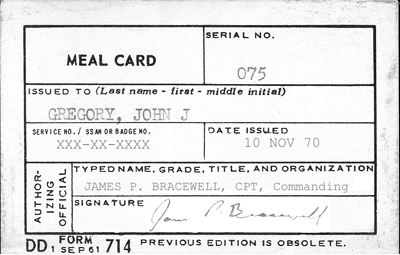 MEAL CARD
SERIAL NO.
075
ISSUED TO (Last name - first - middle initial)
GREGORY, JOHN J
SERVICE NO./ SSAN OR BADGE NO.
XXX-XX-XXXX
DATE ISSUED
10 NOV 70
AUTHOR-
IZING
OFFICIAL
TYPED NAME, GRADE, TITLE, AND ORGANIZATION
JAMES P. BRACEWELL, CPT, Commanding
SIGNATURE
James P. Bracewell
DD FORM 714 PREVIOUS EDITION IS OBSOLETE.
1 SEP 61